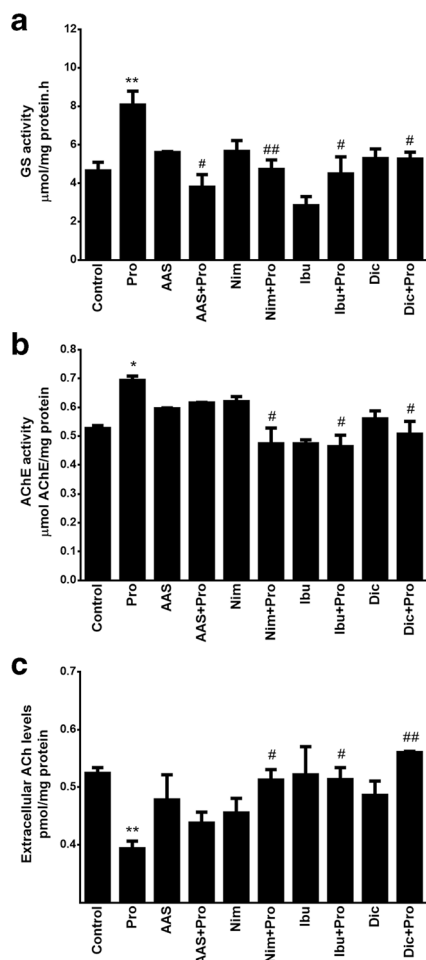 a
GS activity
µmol/mg protein.h
12
10
8
6
4
2
0
**
#
##
#
#
Control
Pro
AAS
AAS+Pro
Nim
Nim+Pro
Ibu
Ibu+Pro
Dic
Dic+Pro
b
AChE activity
µmol AChE/mg protein
0.8
0.7
0.6
0.5
0.4
0.3
0.2
0.1
0.0
*
#
#
#
Control
Pro
AAS
AAS+Pro
Nim
Nim+Pro
Ibu
Ibu+Pro
Dic
Dic+Pro
c
Extracellular ACh levels
pmol/mg protein
0.7
0.6
0.5
0.4
**
#
#
##
Control
Pro
AAS
AAS+Pro
Nim
Nim+Pro
Ibu
Ibu+Pro
Dic
Dic+Pro